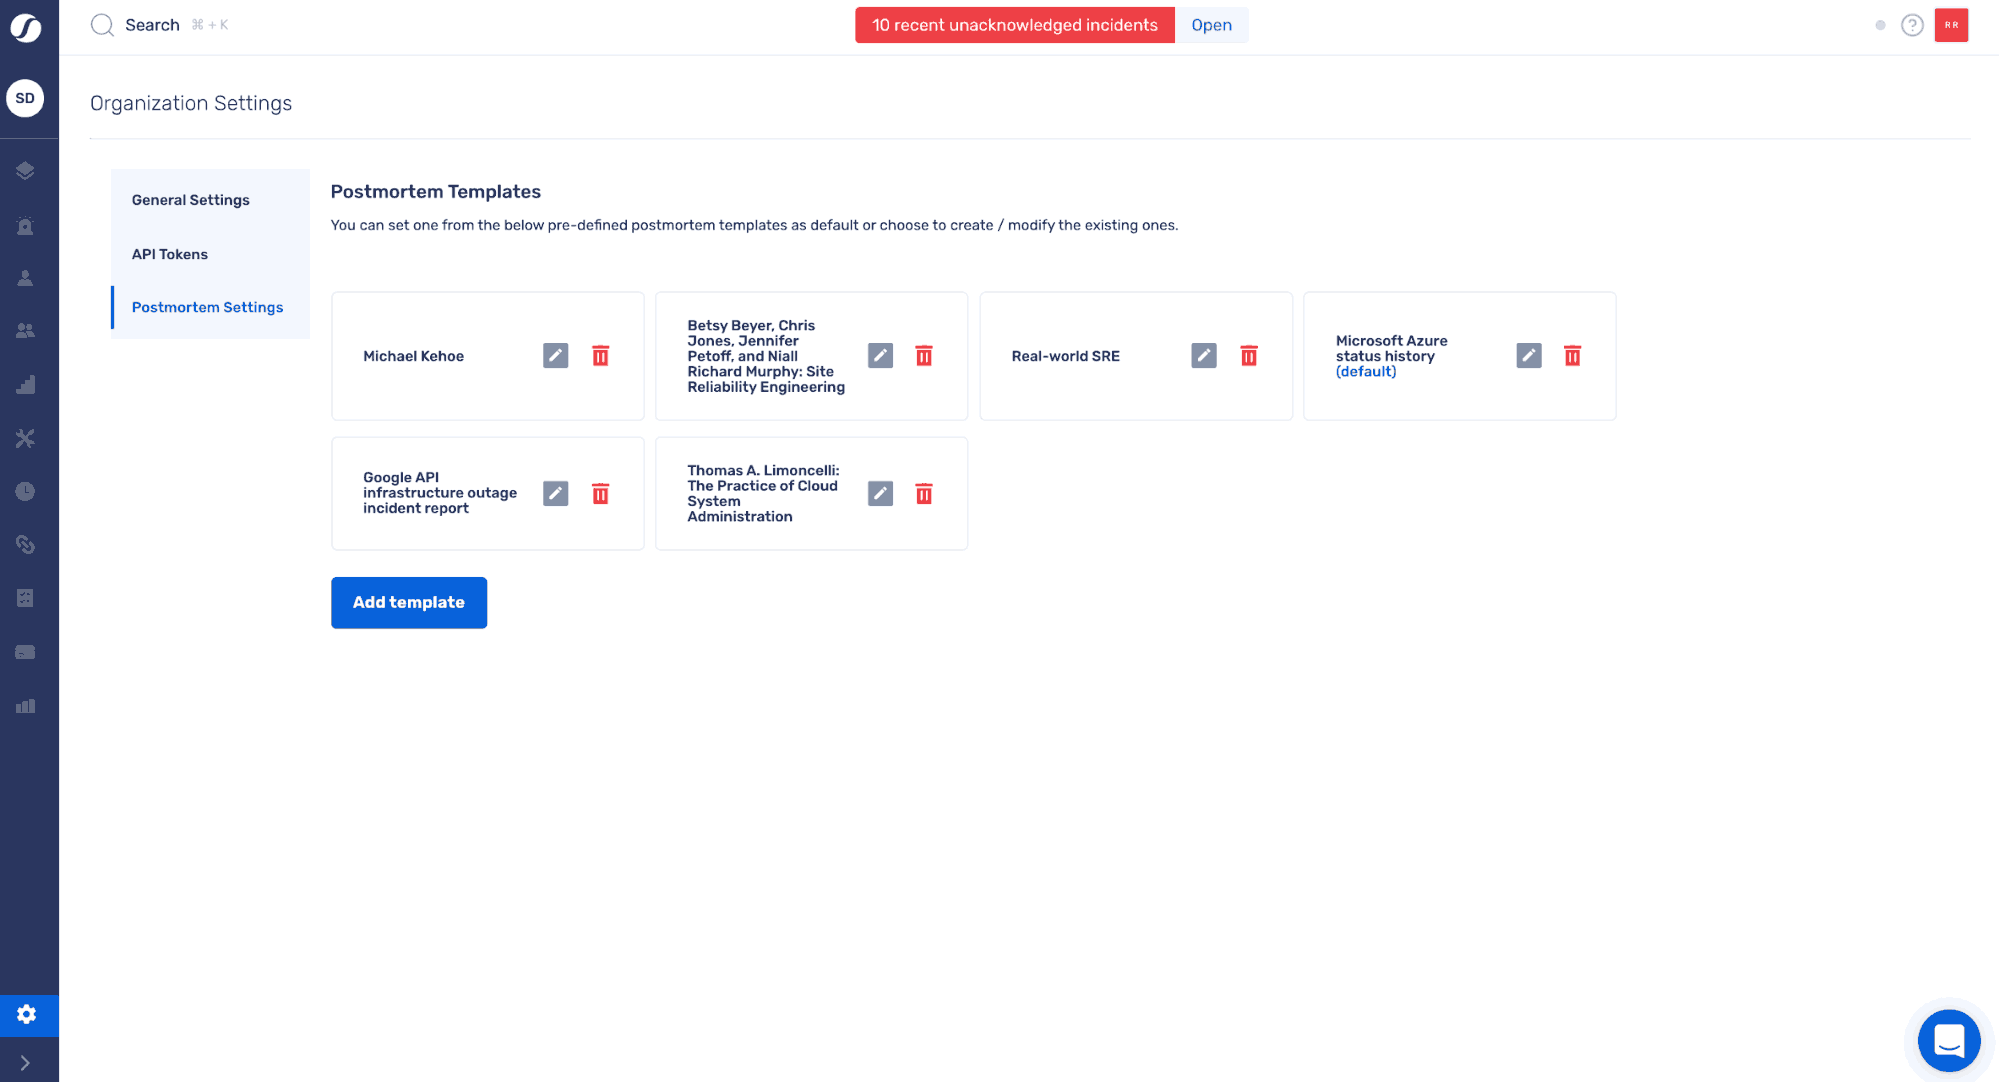 Search ⌘ + K
10 recent unacknowledged incidents
Open
RR
SD
Organization Settings
General Settings
API Tokens
Postmortem Settings
Postmortem Templates
You can set one from the below pre-defined postmortem templates as default or choose to create / modify the existing ones.
Michael Kehoe
Betsy Beyer, Chris
Jones, Jennifer
Petoff, and Niall
Richard Murphy: Site
Reliability Engineering
Real-world SRE
Microsoft Azure
status history
(default)
Google API
infrastructure outage
incident report
Thomas A. Limoncelli:
The Practice of Cloud
System
Administration
Add template